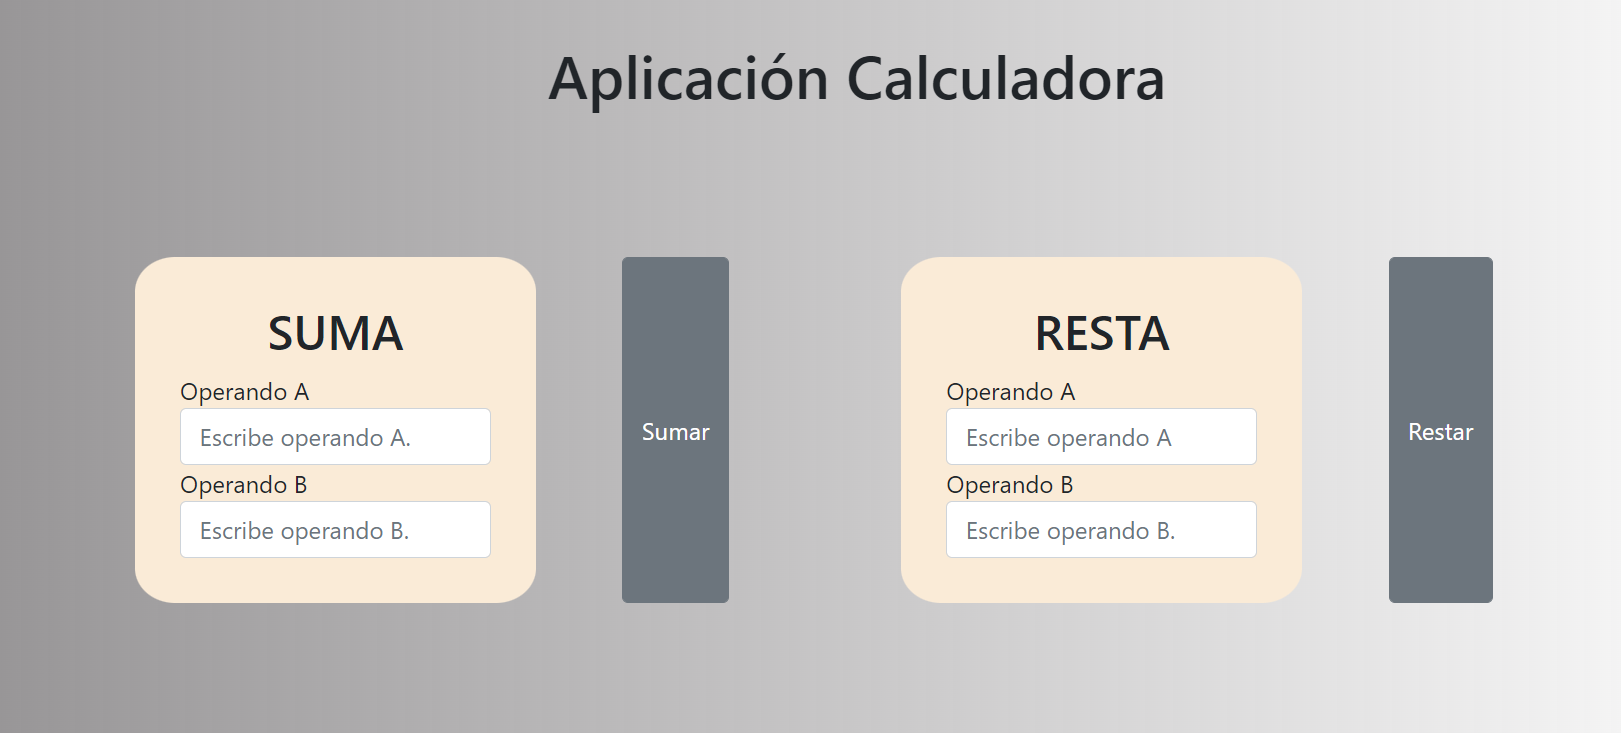 Aplicación Calculadora
SUMA
Operando A
Escribe operando A.
Operando B
Escribe operando B.
Sumar
RESTA
Operando A
Escribe operando A
Operando B
Escribe operando B.
Restar